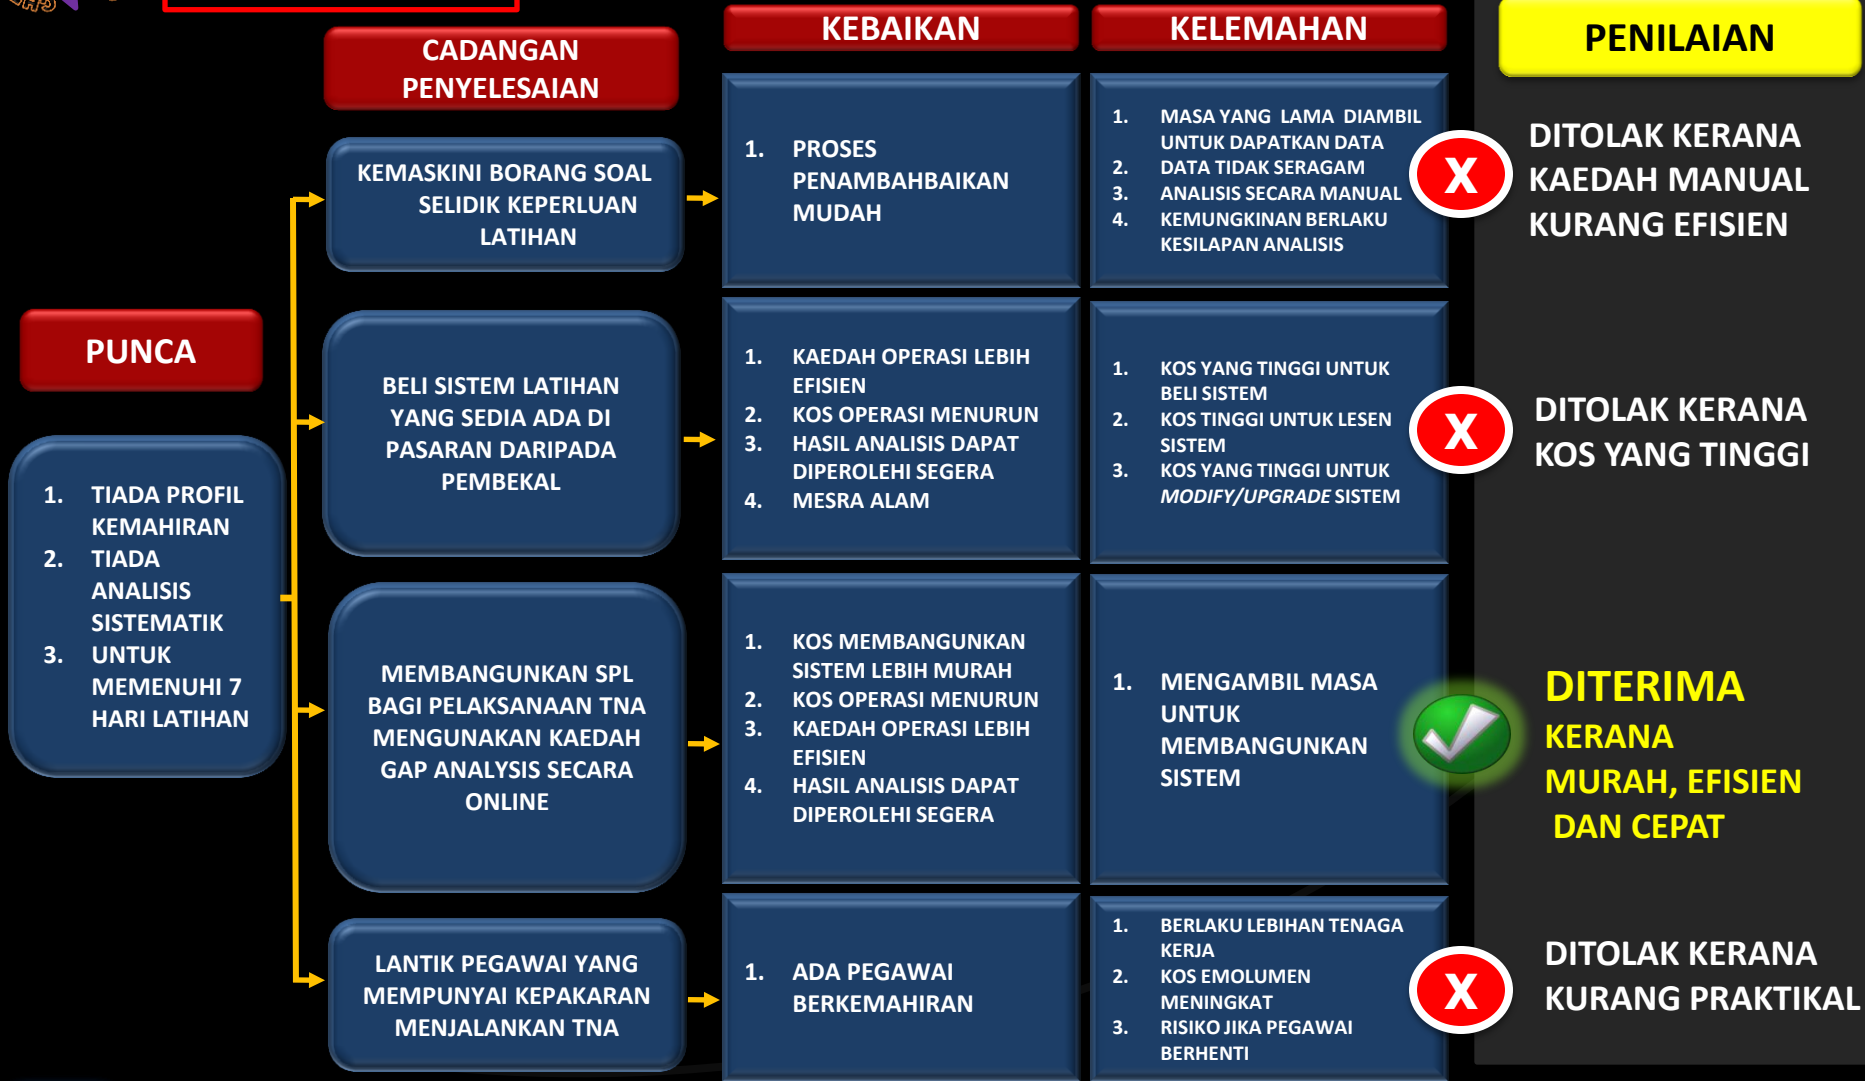 CADANGAN
PENYELESAIAN
KEBAIKAN
KELEMAHAN
PENILAIAN
PUNCA
1. TIADA PROFIL
KEMAHIRAN
2. TIADA
ANALISIS
SISTEMATIK
3. UNTUK
MEMENUHI 7
HARI LATIHAN
KEMASKINI BORANG SOAL
SELIDIK KEPERLUAN
LATIHAN
1. PROSES
PENAMBAHBAIKAN
MUDAH
1. MASA YANG LAMA DIAMBIL
UNTUK DAPATKAN DATA
2. DATA TIDAK SERAGAM
3. ANALISIS SECARA MANUAL
4. KEMUNGKINAN BERLAKU
KESILAPAN ANALISIS
X
DITOLAK KERANA
KAEDAH MANUAL
KURANG EFISIEN
BELI SISTEM LATIHAN
YANG SEDIA ADA DI
PASARAN DARIPADA
PEMBEKAL
1. KAEDAH OPERASI LEBIH
EFISIEN
2. KOS OPERASI MENURUN
3. HASIL ANALISIS DAPAT
DIPEROLEHI SEGERA
4. MESRA ALAM
1. KOS YANG TINGGI UNTUK
BELI SISTEM
2. KOS TINGGI UNTUK LESEN
SISTEM
3. KOS YANG TINGGI UNTUK
MODIFY/UPGRADE SISTEM
X
DITOLAK KERANA
KOS YANG TINGGI
MEMBANGUNKAN SPL
BAGI PELAKSANAAN TNA
MENGUNAKAN KAEDAH
GAP ANALYSIS SECARA
ONLINE
1. KOS MEMBANGUNKAN
SISTEM LEBIH MURAH
2. KOS OPERASI MENURUN
3. KAEDAH OPERASI LEBIH
EFISIEN
4. HASIL ANALISIS DAPAT
DIPEROLEHI SEGERA
1. MENGAMBIL MASA
UNTUK
MEMBANGUNKAN
SISTEM
DITERIMA
KERANA
MURAH, EFISIEN
DAN CEPAT
LANTIK PEGAWAI YANG
MEMPUNYAI KEPAKARAN
MENJALANKAN TNA
1. ADA PEGAWAI
BERKEMAHIRAN
1. BERLAKU LEBIHAN TENAGA
KERJA
2. KOS EMOLUMEN
MENINGKAT
3. RISIKO JIKA PEGAWAI
BERHENTI
X
DITOLAK KERANA
KURANG PRAKTIKAL